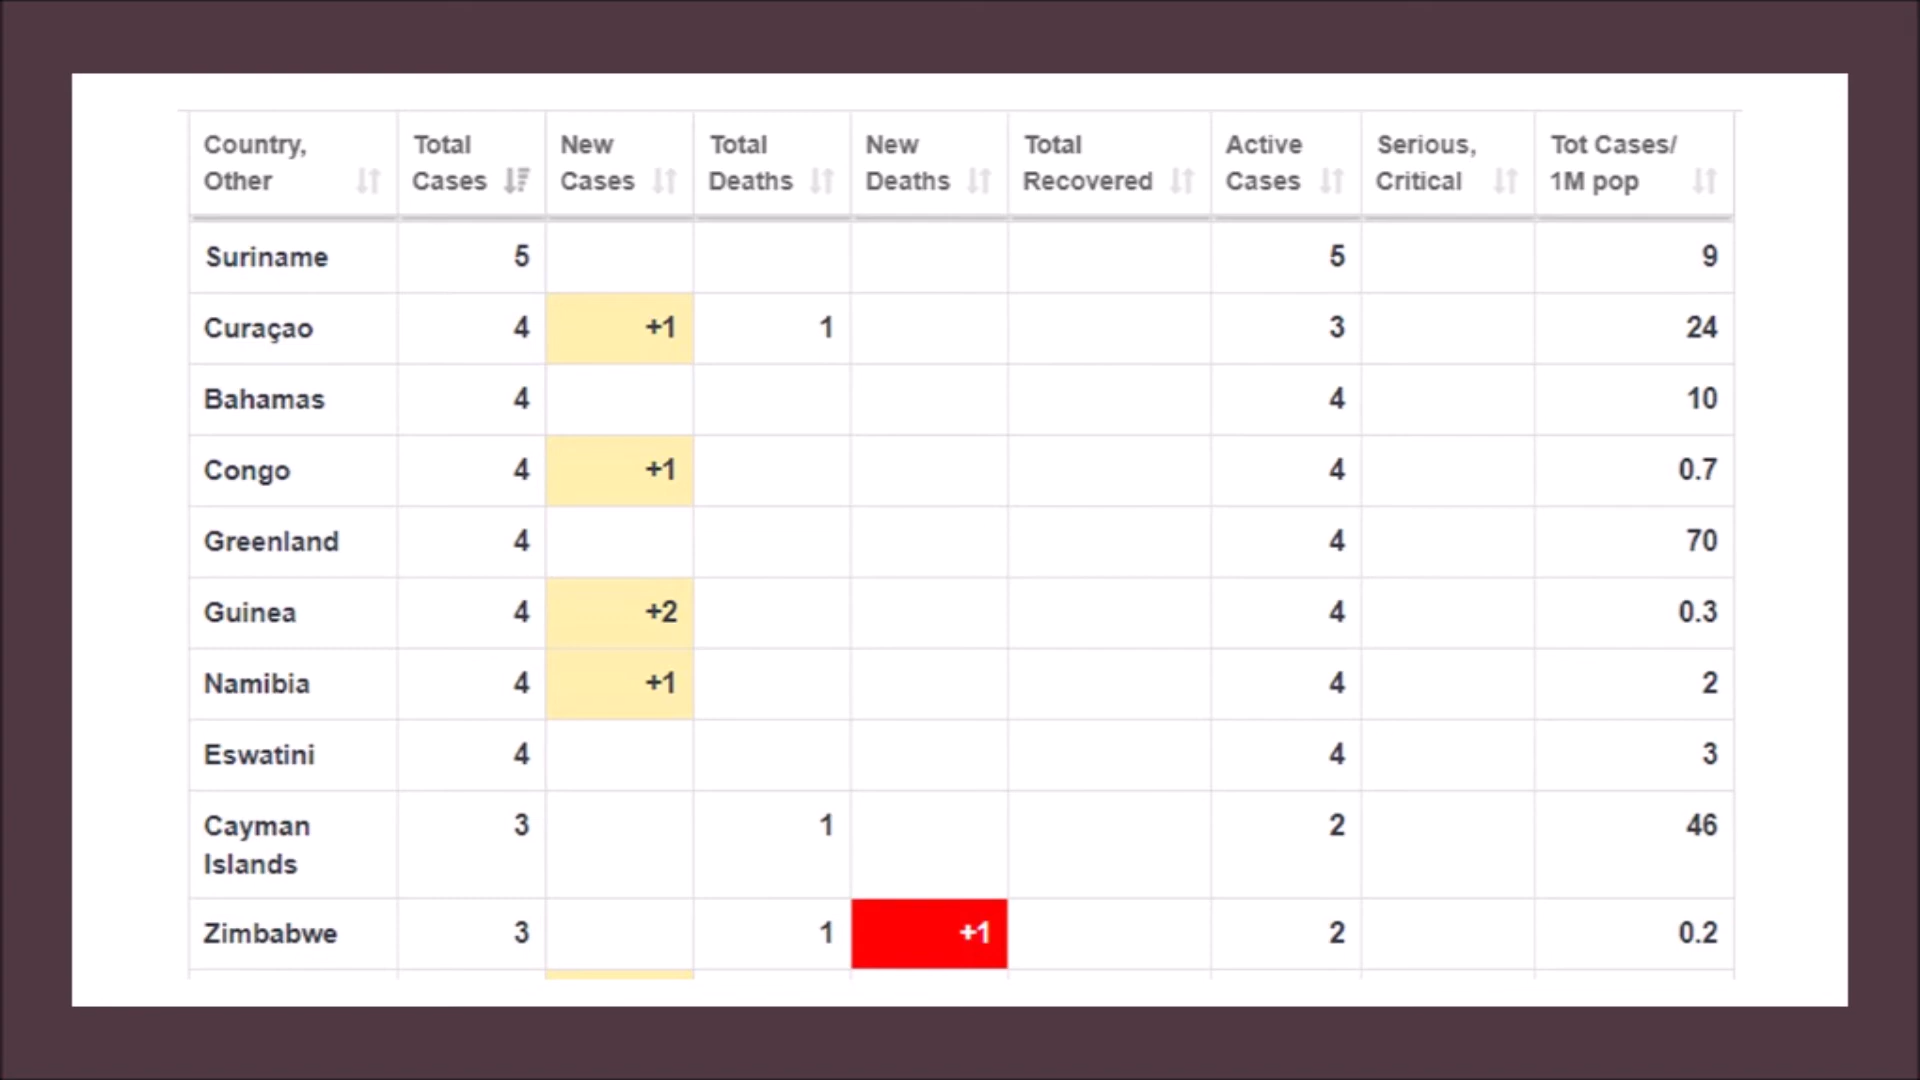 Country, Other Total Cases New Cases Total Deaths New Deaths Total Recovered Active Cases Serious, Critical Tot Cases/ 1M pop
Suriname 5 5 9
Curaçao 4 +1 1 3 24
Bahamas 4 4 10
Congo 4 +1 4 0.7
Greenland 4 4 70
Guinea 4 +2 4 0.3
Namibia 4 +1 4 2
Eswatini 4 4 3
Cayman Islands 3 1 2 46
Zimbabwe 3 1 +1 2 0.2